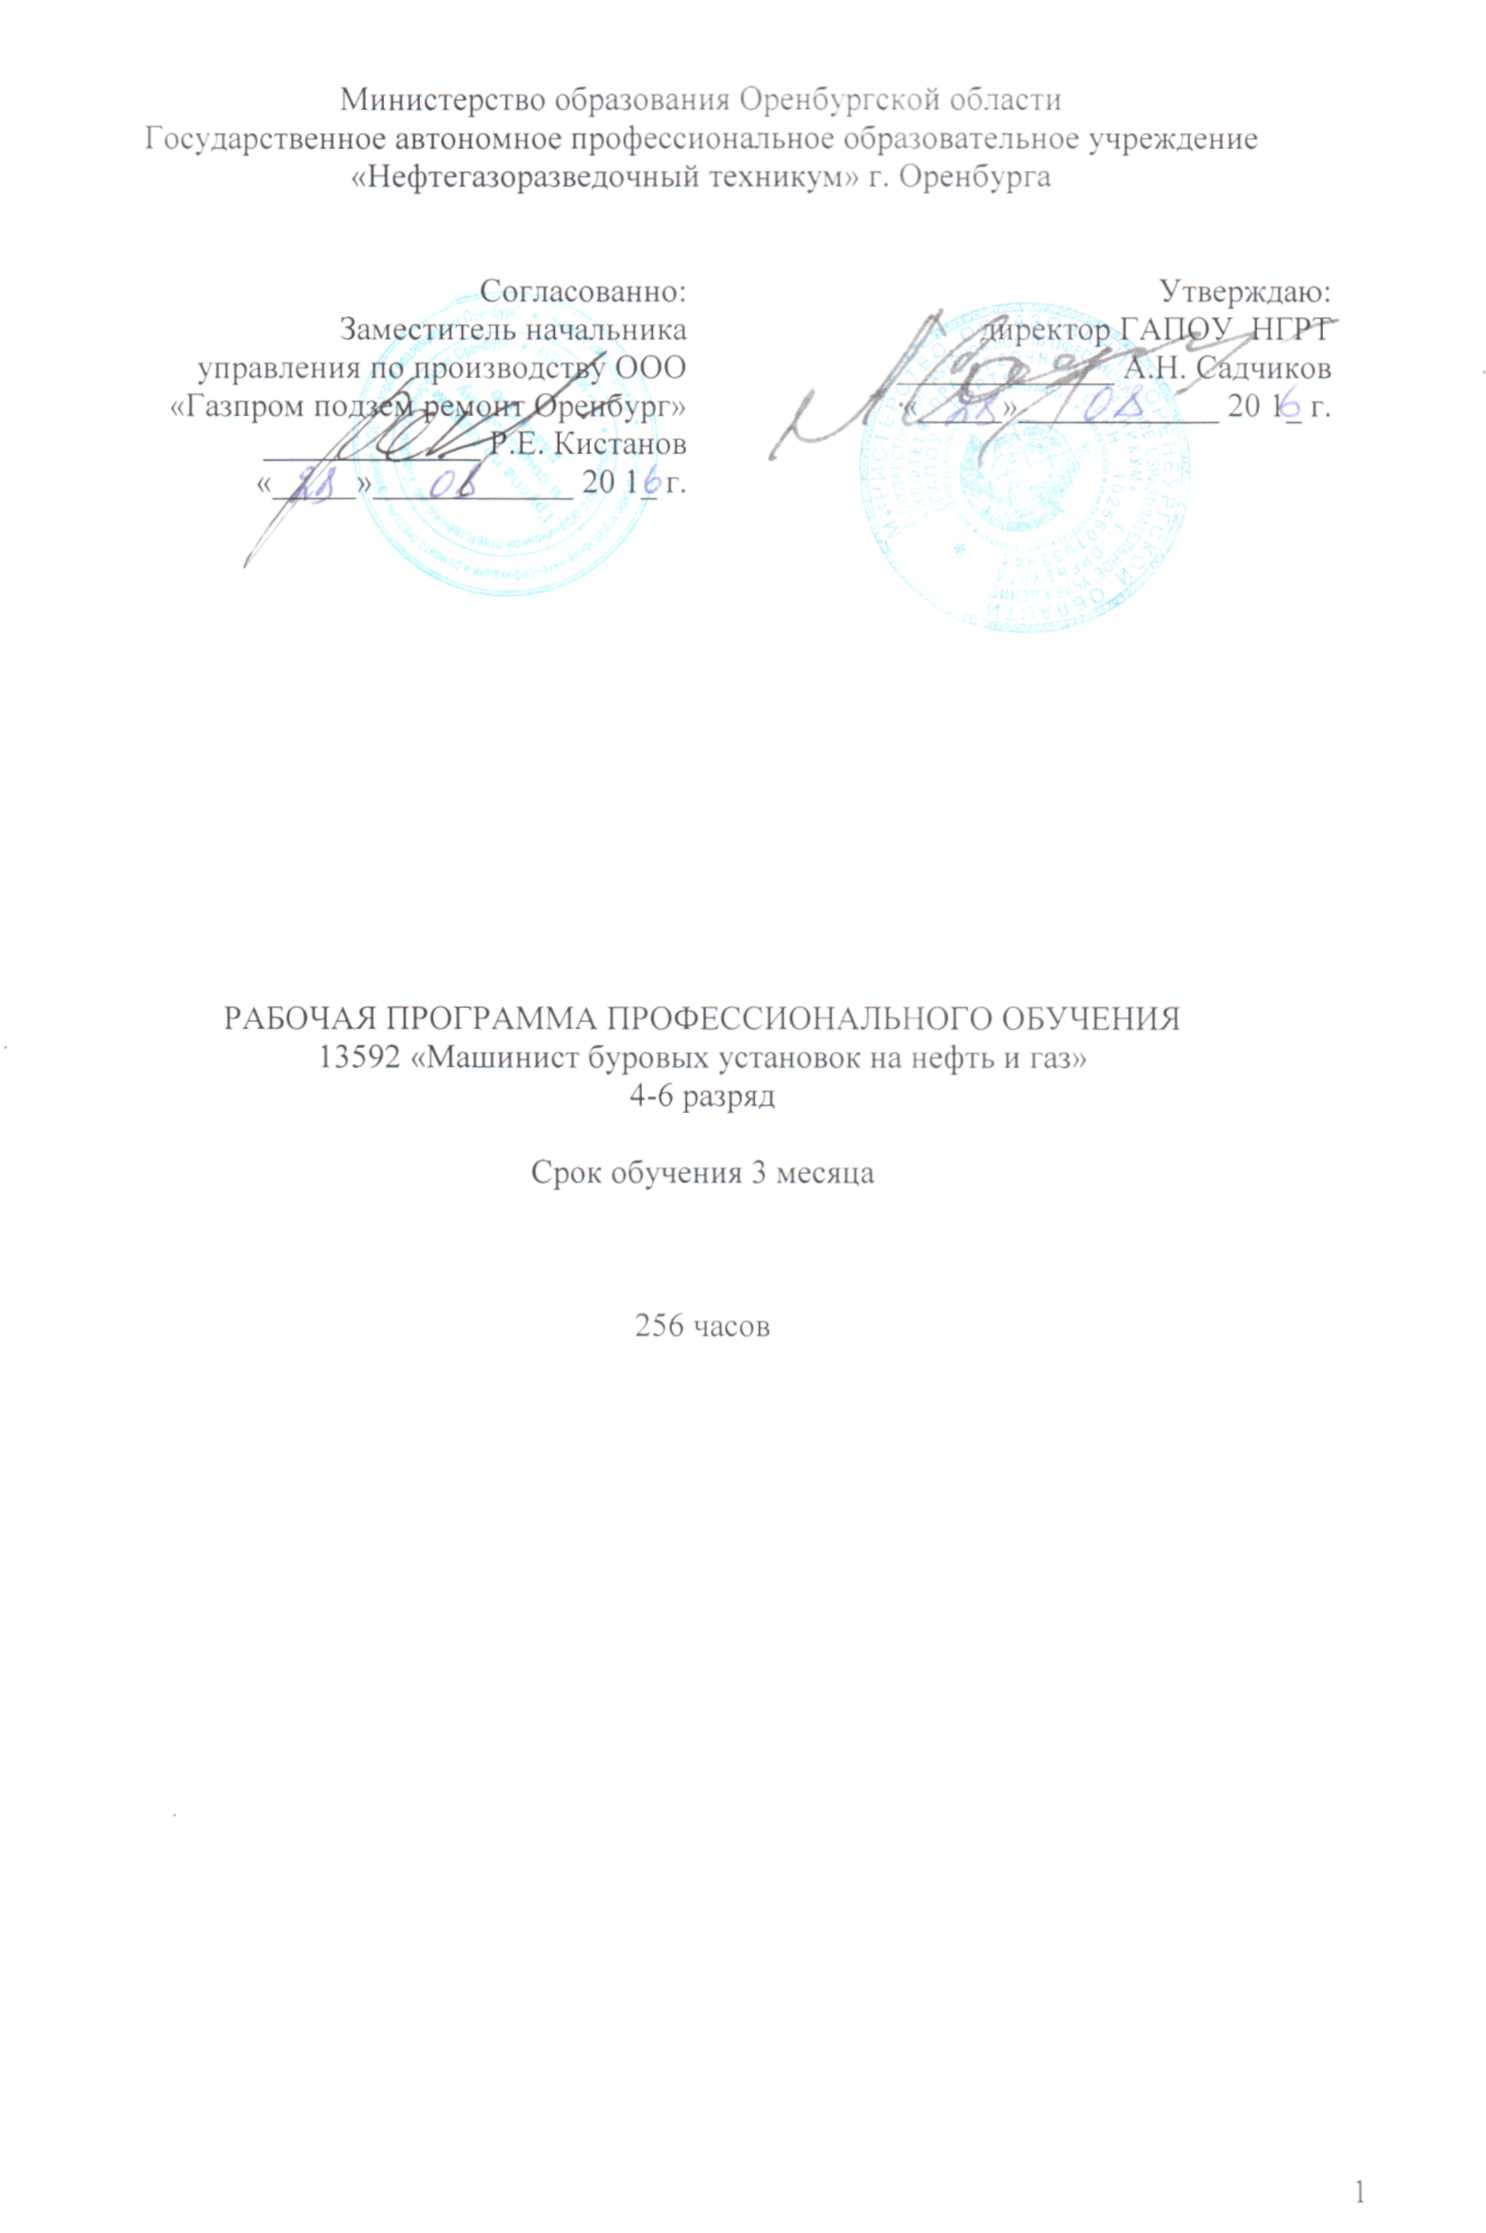 Министерство образования Оренбургской области
Государственное автономное профессиональное образовательное учреждение
«Нефтегазоразведочный техникум» г. Оренбурга
Согласованно:
Заместитель начальника
управления по производству ООО
«Газпром подзем ремонт Оренбург»
Р.Е. Кистанов
«28» 08 20 16 г.
Утверждаю:
директор ГАПОУ НГРТ
А.Н. Садчиков
«28» 08 20 16 г.
РАБОЧАЯ ПРОГРАММА ПРОФЕССИОНАЛЬНОГО ОБУЧЕНИЯ
13592 «Машинист буровых установок на нефть и газ»
4-6 разряд
Срок обучения 3 месяца
256 часов
1